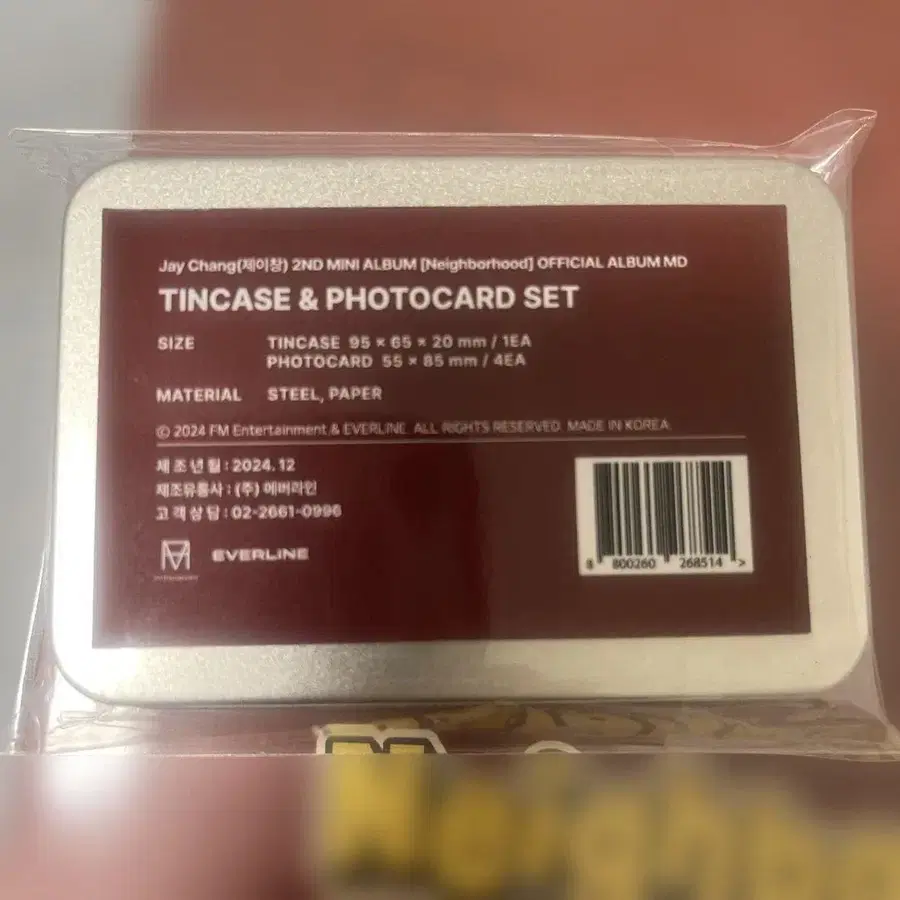 Jay Chang(제이창) 2ND MINI ALBUM [Neighborhood] OFFICIAL ALBUM MD
TINCASE & PHOTOCARD SET
SIZE TINCASE 95 × 65 × 20 mm / 1EA
PHOTOCARD 55 × 85 mm / 4EA
MATERIAL STEEL, PAPER
© 2024 FM Entertainment & EVERLINE. ALL RIGHTS RESERVED. MADE IN KOREA.
제 조 년 월 : 2024. 12
제조유통사 : (주) 에버라인
고 객 상 담 : 02-2661-0996
EVERLINE
8 800260 268514 >